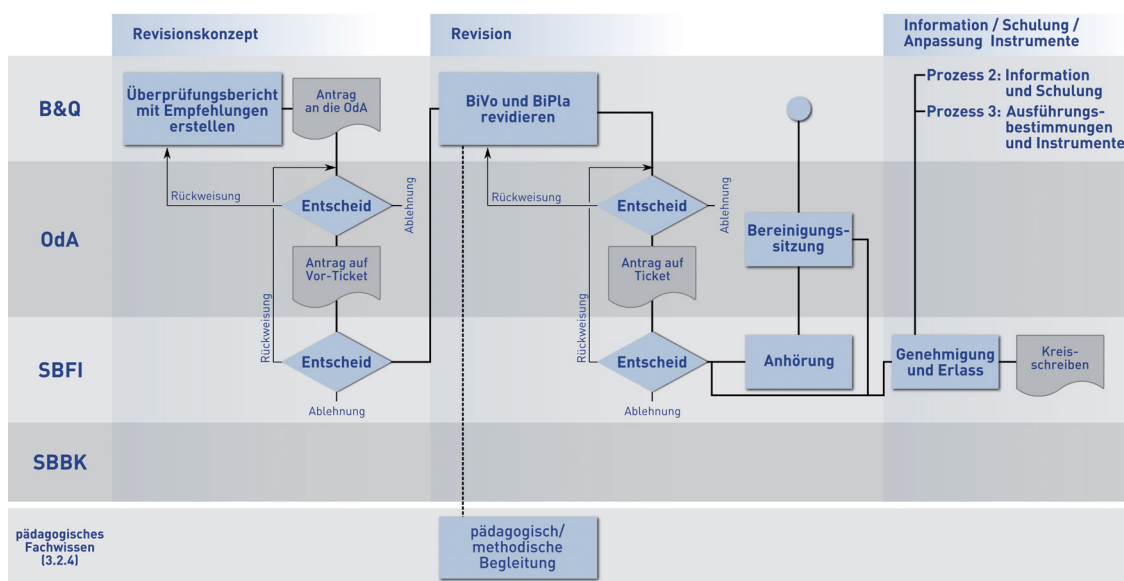 Revisionskonzept
Revision
Information / Schulung /
Anpassung Instrumente
B&Q
Überprüfungsbericht
mit Empfehlungen
erstellen
Antrag
an die OdA
BiVo und BiPla
revidieren
Prozess 2: Information
und Schulung
Prozess 3: Ausführungs-
bestimmungen
und Instrumente
OdA
Rückweisung
Entscheid
Ablehnung
Antrag auf
Vor-Ticket
Rückweisung
Rückweisung
Entscheid
Ablehnung
Antrag auf
Ticket
Rückweisung
Bereinigungs-
sitzung
SBFI
Entscheid
Ablehnung
Entscheid
Ablehnung
Anhörung
Genehmigung
und Erlass
Kreis-
schreiben
SBBK
pädagogisches
Fachwissen
(3.2.4)
pädagogisch/
methodische
Begleitung